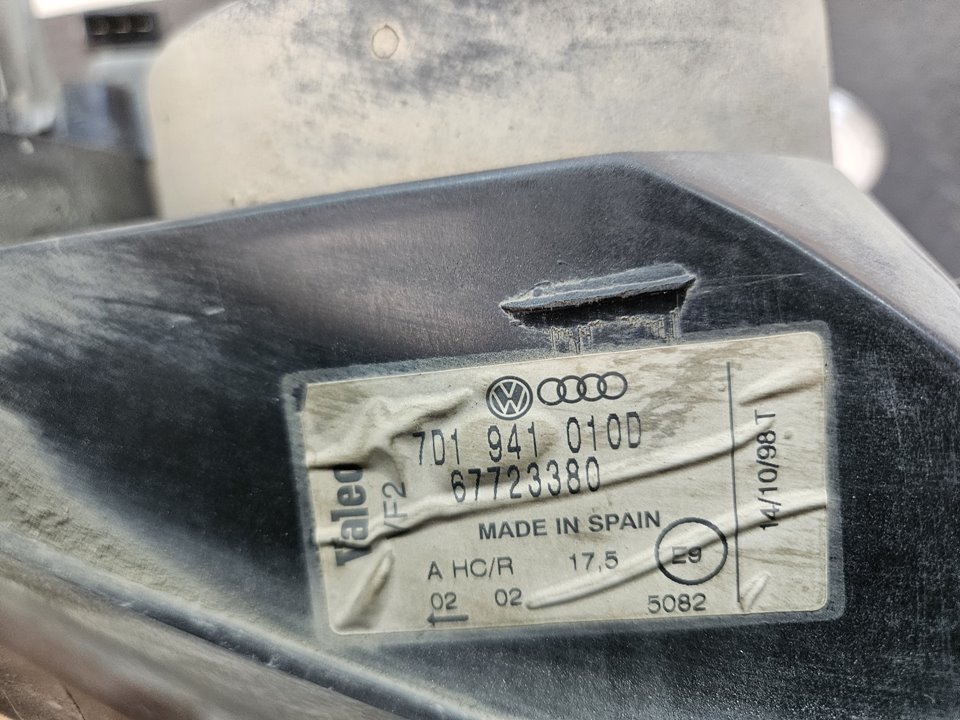 7D1 941 010D
67723380
MADE IN SPAIN
A HC/R 17,5 E9
02 02 5082
Valeo
/F2
14/10/98 T